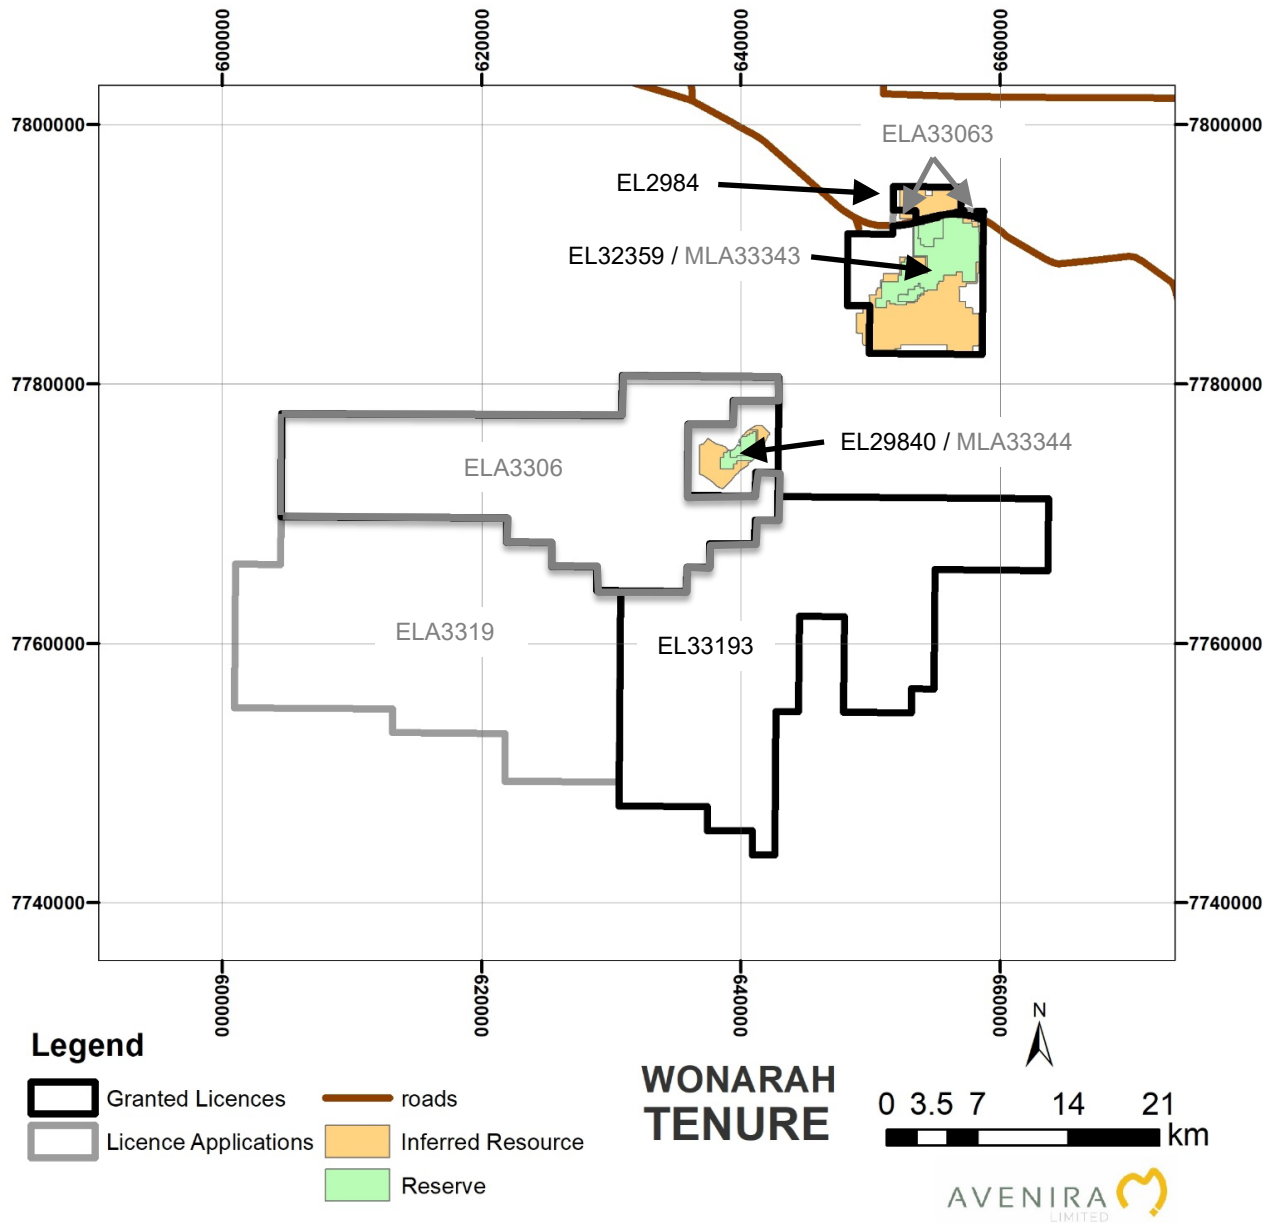 600000
620000
640000
660000
7800000
7800000
ELA33063
EL2984
EL32359 / MLA33343
7780000
7780000
EL29840 / MLA33344
ELA3306
ELA3319
EL33193
7760000
7760000
7740000
7740000
600000
620000
640000
660000
N
Legend
Granted Licences
Licence Applications
roads
Inferred Resource
Reserve
WONARAH
TENURE
0 3.5 7 14 21
km
AVENIRA
LIMITED